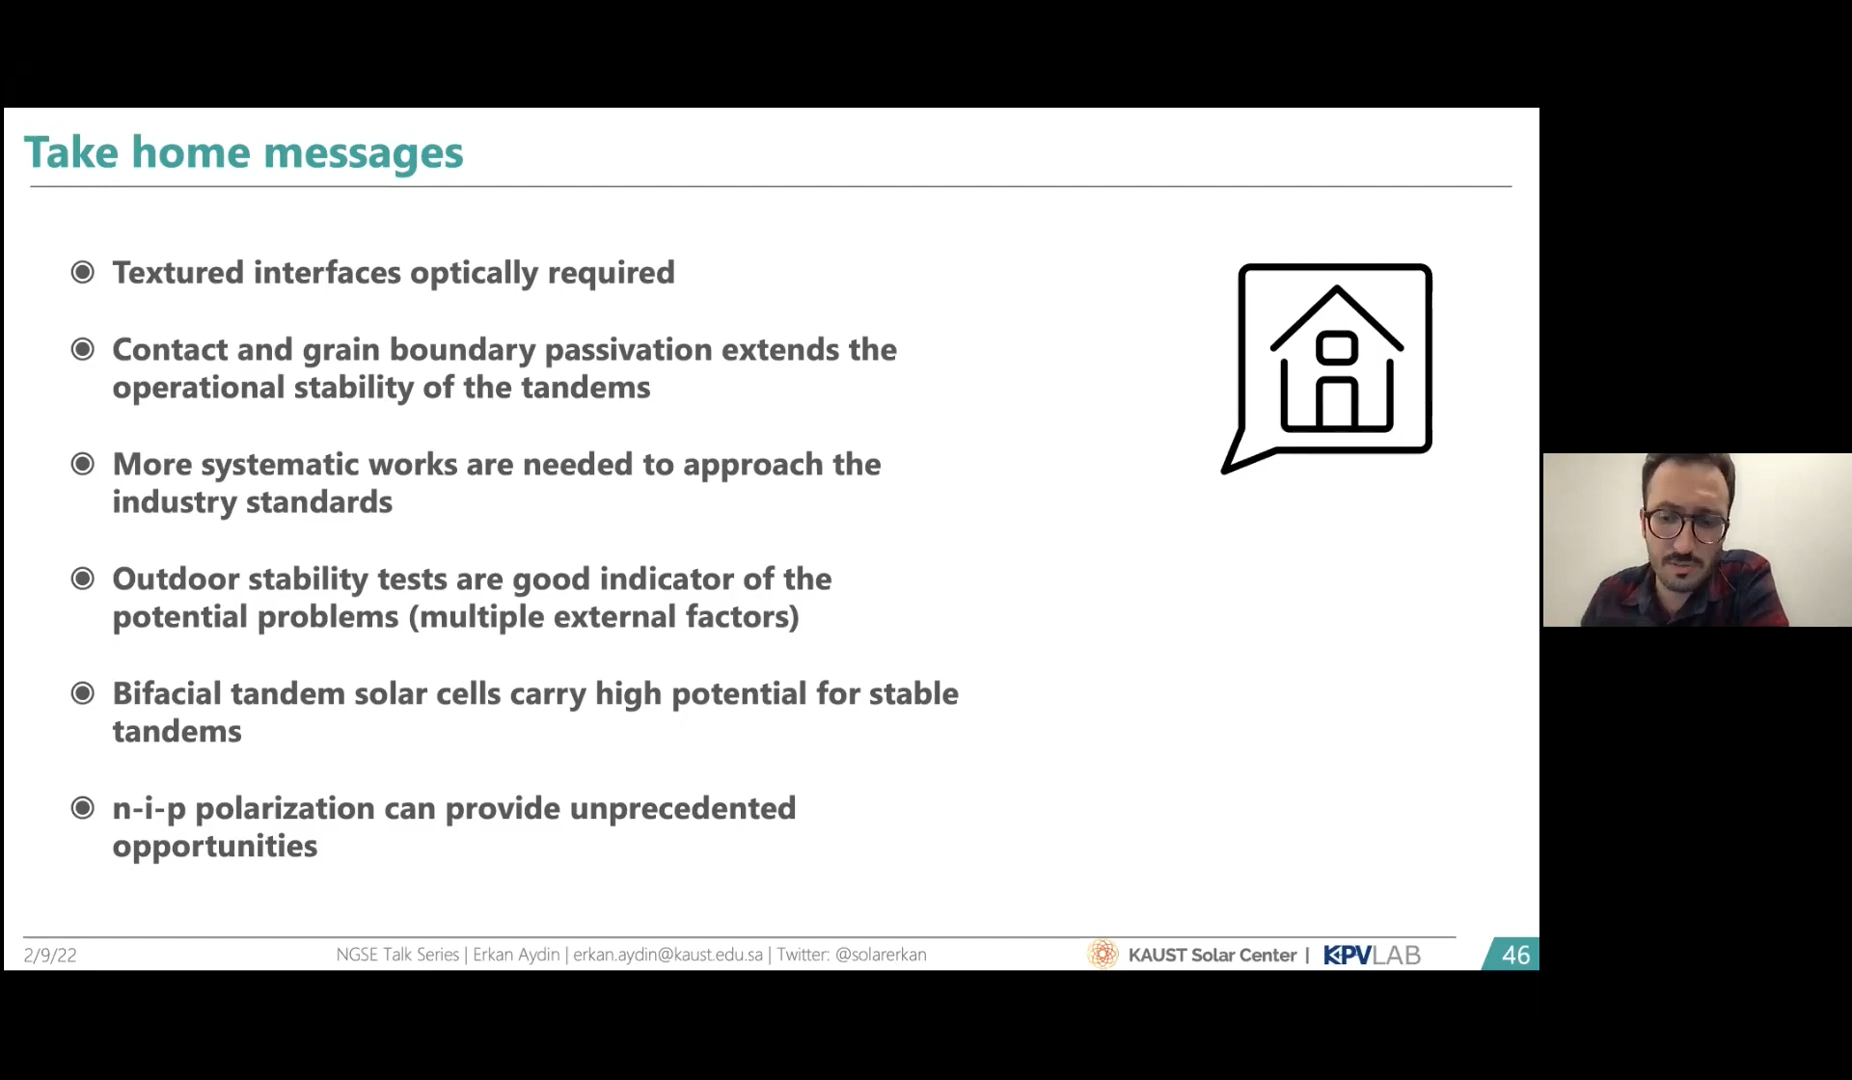 Take home messages
Textured interfaces optically required
Contact and grain boundary passivation extends the
operational stability of the tandems
More systematic works are needed to approach the
industry standards
Outdoor stability tests are good indicator of the
potential problems (multiple external factors)
Bifacial tandem solar cells carry high potential for stable
tandems
n-i-p polarization can provide unprecedented
opportunities
2/9/22
NGSE Talk Series | Erkan Aydin | erkan.aydin@kaust.edu.sa | Twitter: @solarerkan
KAUST Solar Center | KPVLAB
46